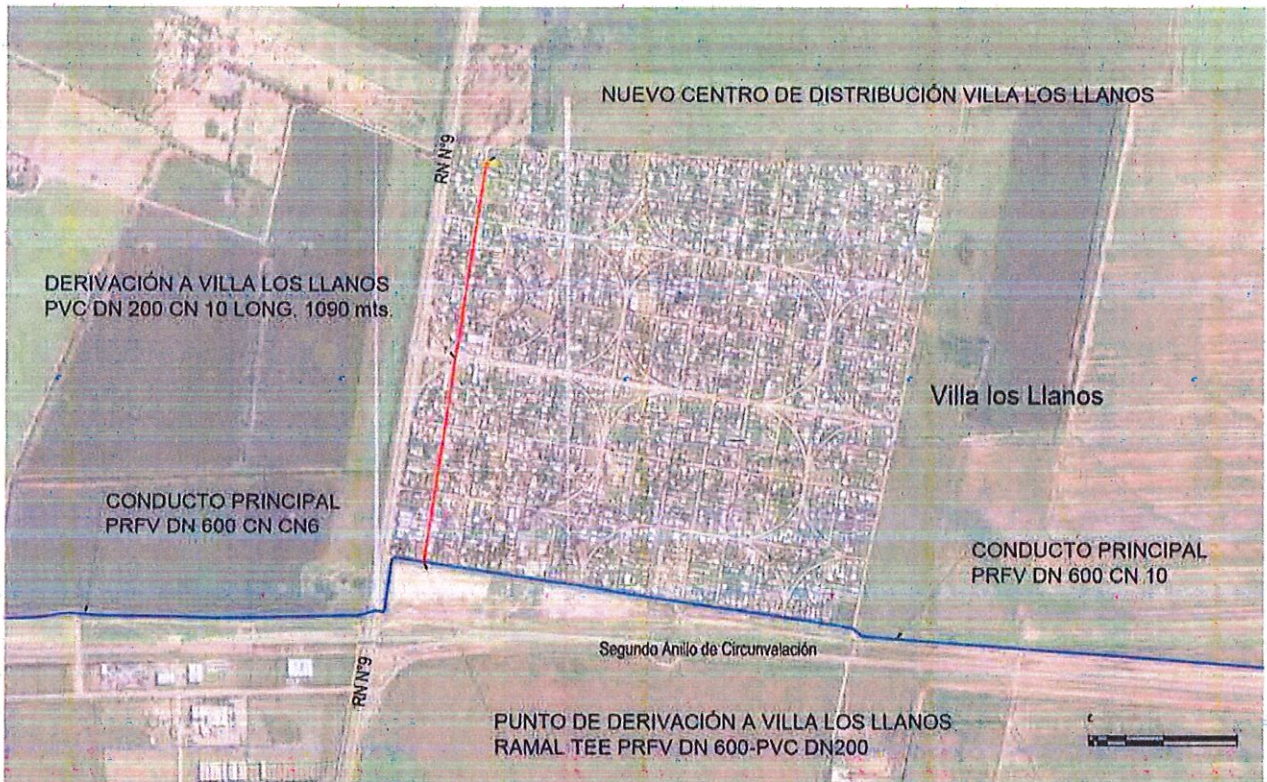 NUEVO CENTRO DE DISTRIBUCIÓN VILLA LOS LLANOS
RN Nº9
DERIVACIÓN A VILLA LOS LLANOS
PVC DN 200 CN 10 LONG. 1090 mts.
Villa los Llanos
CONDUCTO PRINCIPAL
PRFV DN 600 CN CN6
CONDUCTO PRINCIPAL
PRFV DN 600 CN 10
Segundo Anillo de Circunvalación
RN Nº9
PUNTO DE DERIVACIÓN A VILLA LOS LLANOS
RAMAL TEE PRFV DN 600-PVC DN200